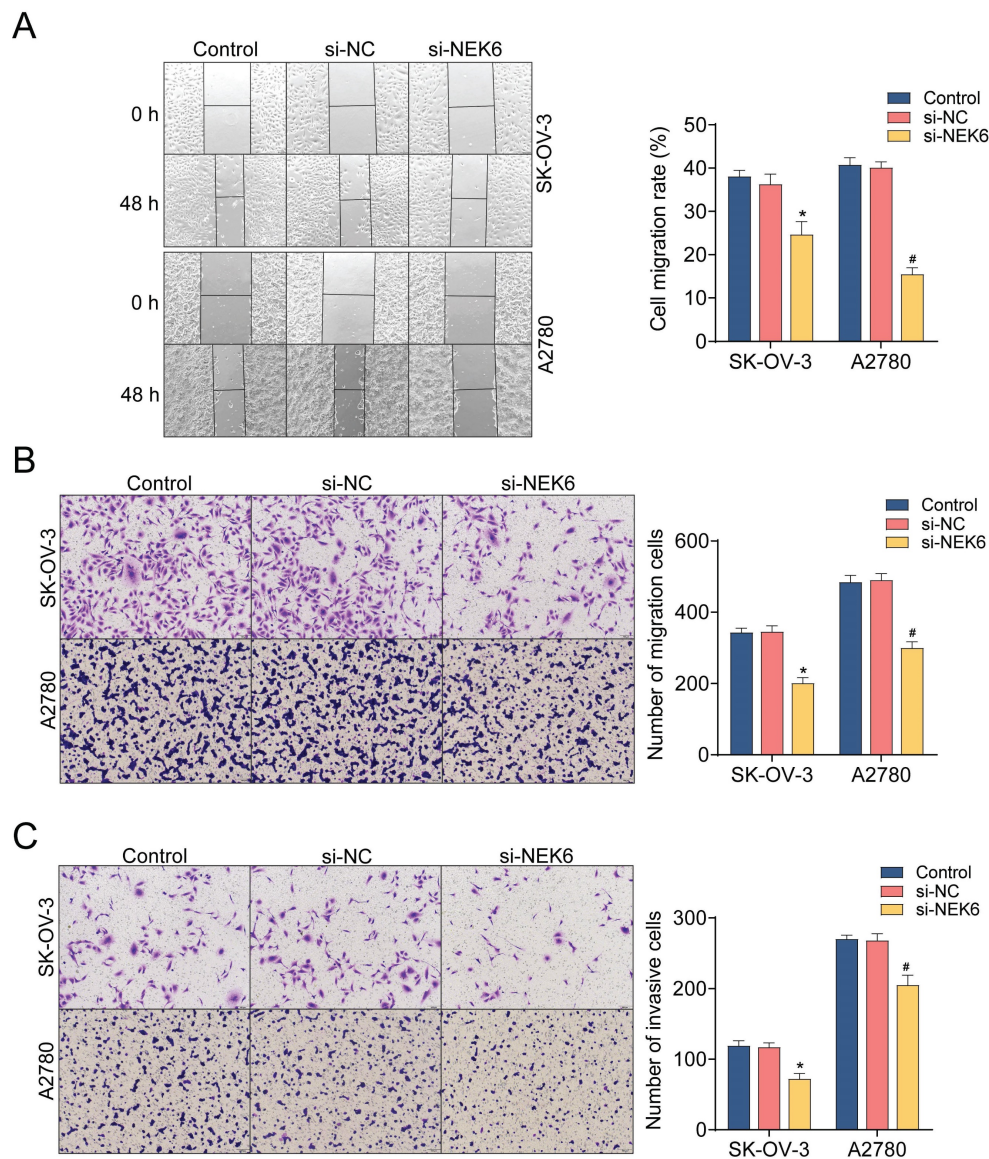 A
Control si-NC si-NEK6
0 h
48 h
SK-OV-3
0 h
48 h
A2780
Control
si-NC
si-NEK6
Cell migration rate (%)
50
40
30
20
10
0
*
#
SK-OV-3 A2780
B
Control si-NC si-NEK6
SK-OV-3
A2780
Control
si-NC
si-NEK6
Number of migration cells
600
400
200
0
*
#
SK-OV-3 A2780
C
Control si-NC si-NEK6
SK-OV-3
A2780
Control
si-NC
si-NEK6
Number of invasive cells
300
200
100
0
*
#
SK-OV-3 A2780